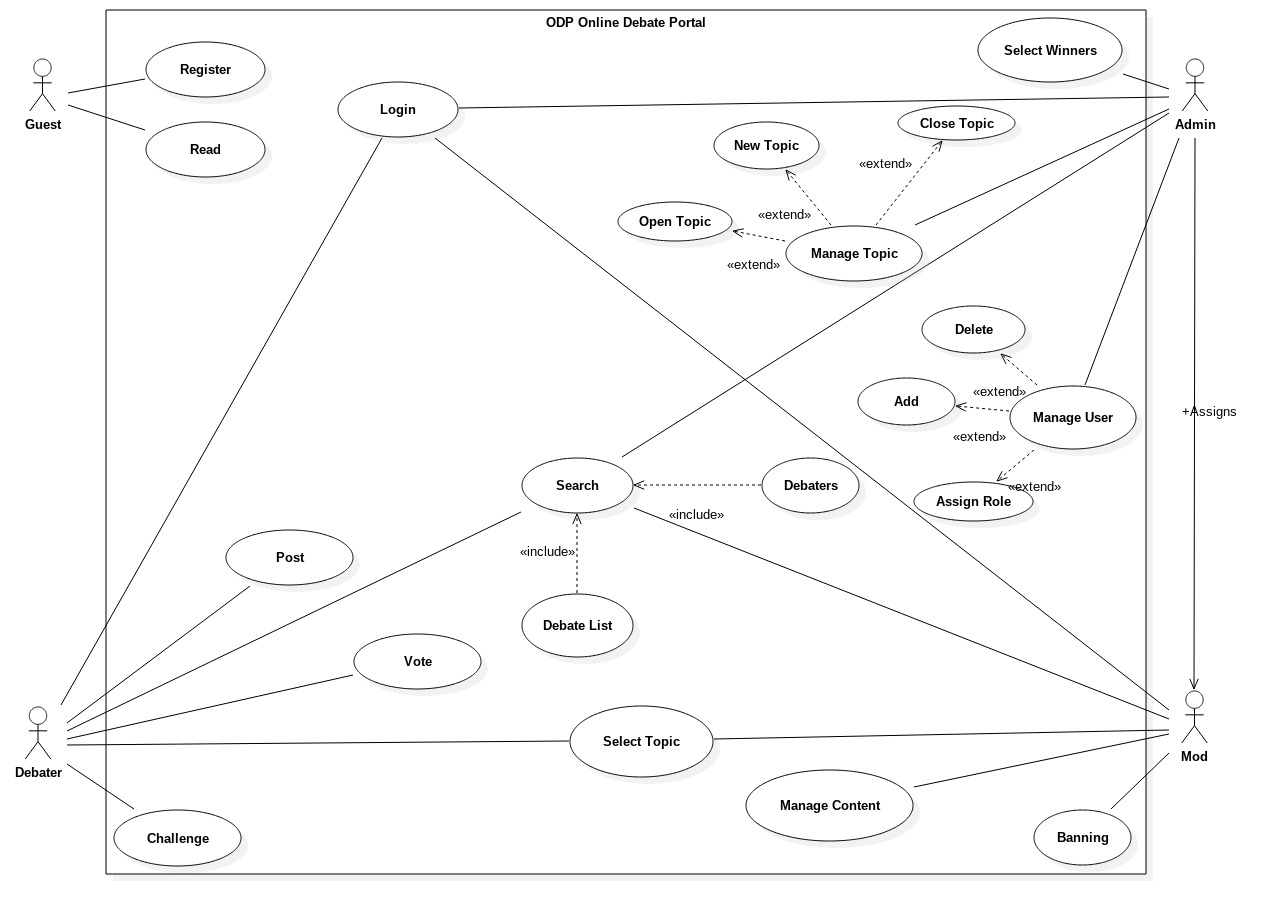 ODP Online Debate Portal
Select Winners
Register
Guest
Login
Admin
Close Topic
Read
New Topic
«extend»
«extend»
Open Topic
Manage Topic
«extend»
Delete
«extend»
Add
Manage User
+Assigns
«extend»
Search
Debaters
«extend»
Assign Role
«include»
«include»
Post
Debate List
Vote
Select Topic
Debater
Mod
Manage Content
Challenge
Banning